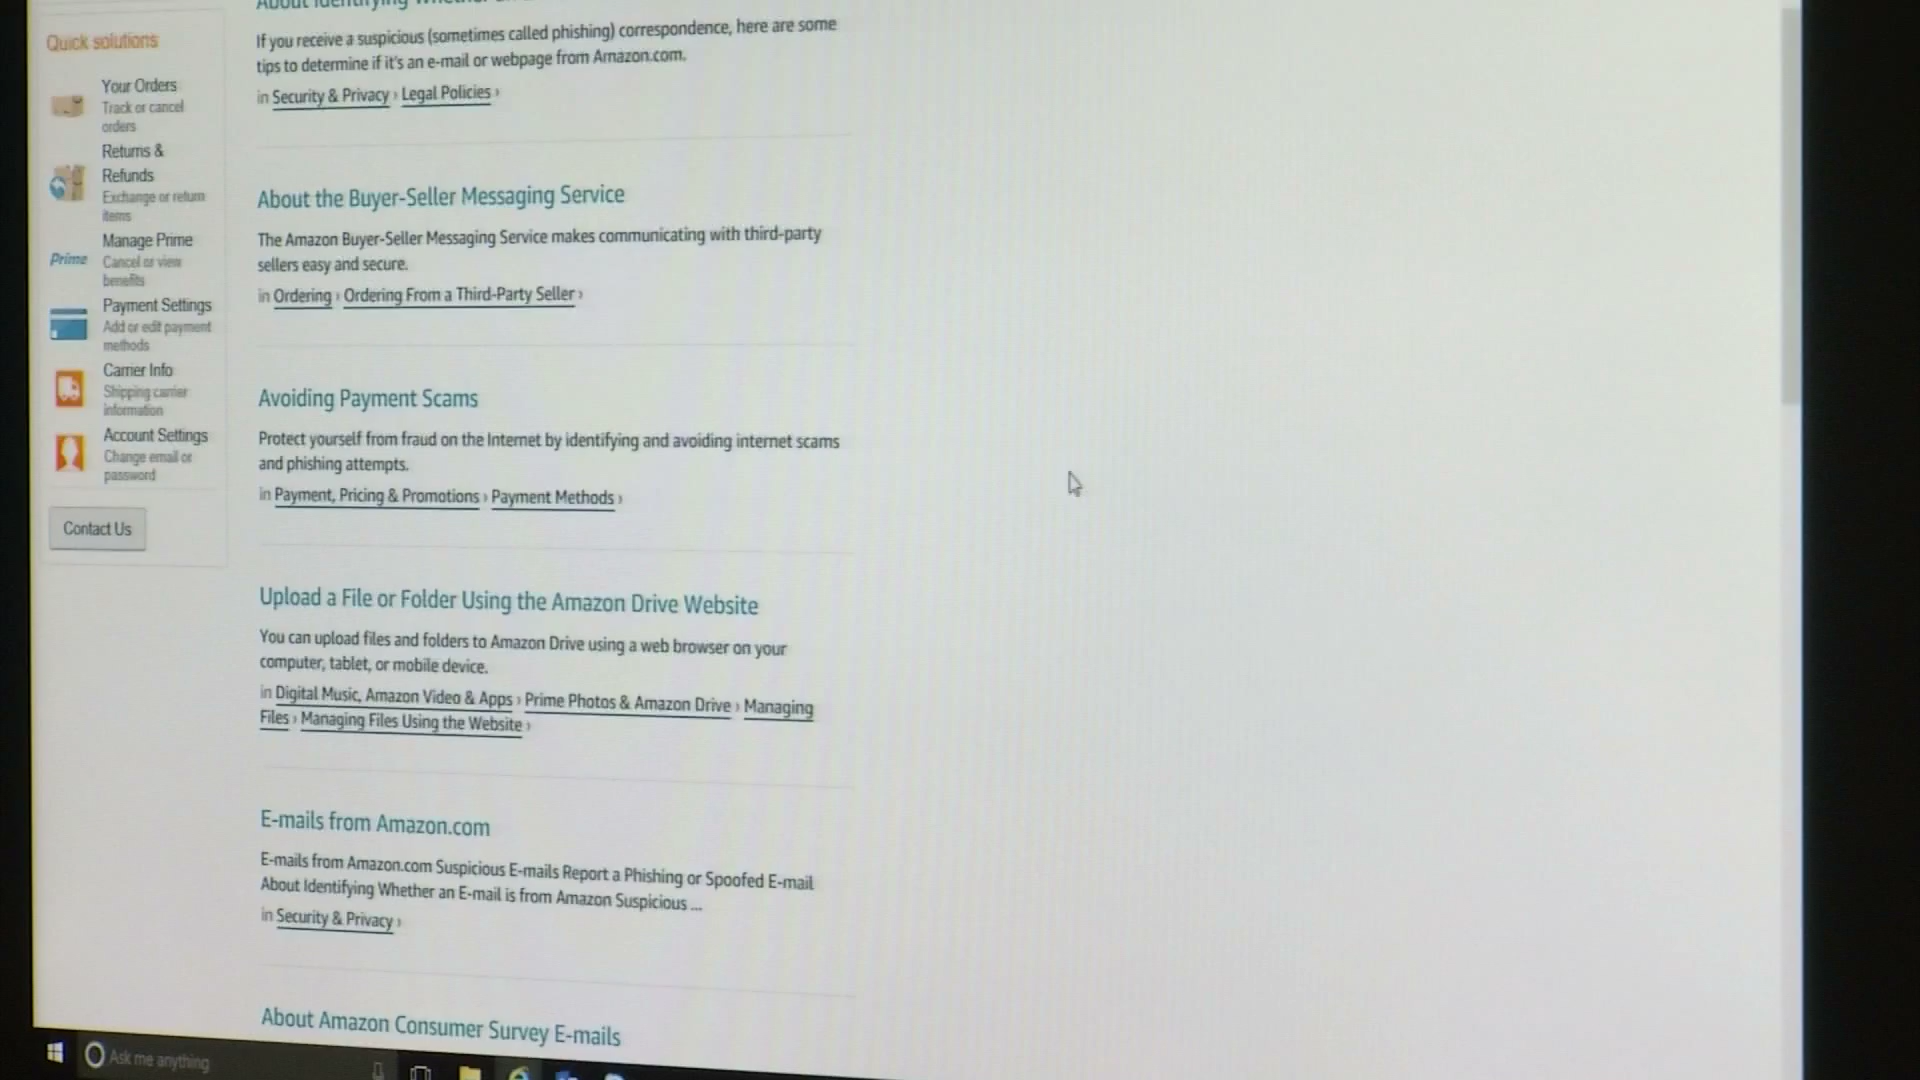 About Identifying Whether an
If you receive a suspicious (sometimes called phishing) correspondence, here are some
tips to determine if it's an e-mail or webpage from Amazon.com.
in Security & Privacy › Legal Policies ›
Quick solutions
Your Orders
Track or cancel
orders
Returns &
Refunds
Exchange or return
items
Prime
Manage Prime
Cancel or view
benefits
Payment Settings
Add or edit payment
methods
Carrier Info
Shipping carrier
information
Account Settings
Change email or
password
Contact Us
About the Buyer-Seller Messaging Service
The Amazon Buyer-Seller Messaging Service makes communicating with third-party
sellers easy and secure.
in Ordering › Ordering From a Third-Party Seller ›
Avoiding Payment Scams
Protect yourself from fraud on the Internet by identifying and avoiding internet scams
and phishing attempts.
in Payment, Pricing & Promotions › Payment Methods ›
Upload a File or Folder Using the Amazon Drive Website
You can upload files and folders to Amazon Drive using a web browser on your
computer, tablet, or mobile device.
in Digital Music, Amazon Video & Apps › Prime Photos & Amazon Drive › Managing
Files › Managing Files Using the Website ›
E-mails from Amazon.com
E-mails from Amazon.com Suspicious E-mails Report a Phishing or Spoofed E-mail
About Identifying Whether an E-mail is from Amazon Suspicious ...
in Security & Privacy ›
About Amazon Consumer Survey E-mails
Ask me anything